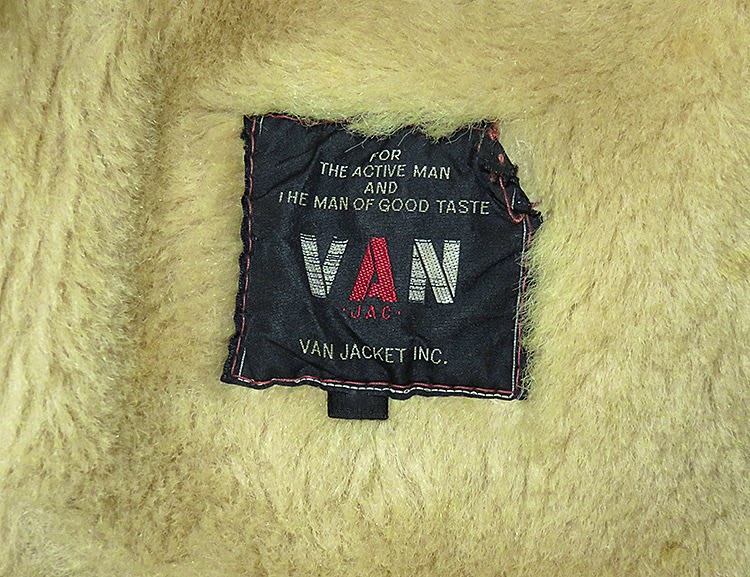 FOR
THE ACTIVE MAN
AND
THE MAN OF GOOD TASTE
VAN
·JAC·
VAN JACKET INC.